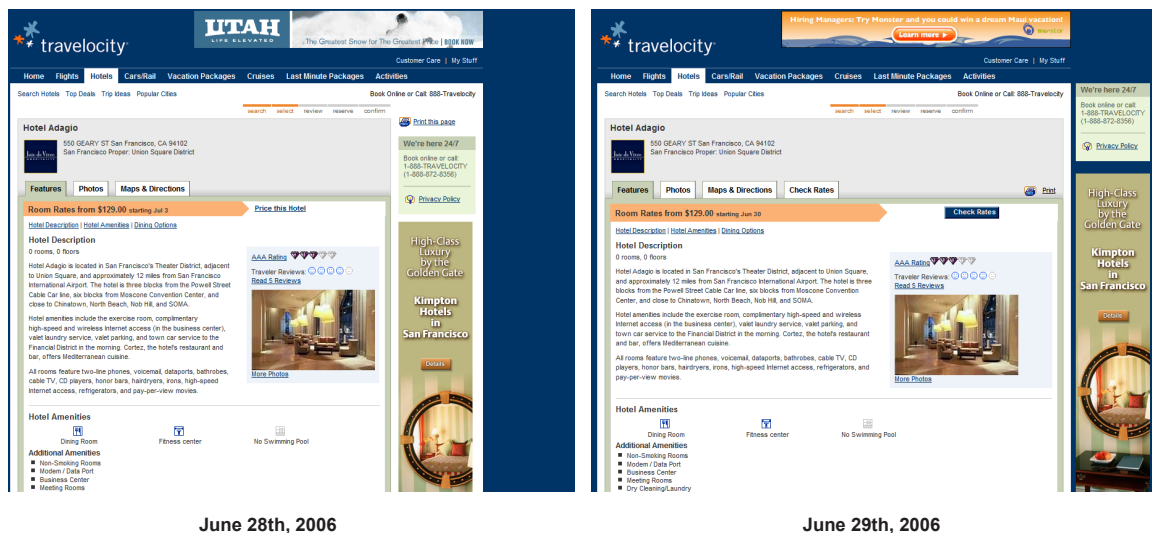 UTAH
LIFE ELEVATED
The Greatest Snow for The Greatest Price | BOOK NOW
travelocity
Customer Care | My Stuff
Home Flights Hotels Cars/Rail Vacation Packages Cruises Last Minute Packages Activities
Search Hotels Top Deals Trip Ideas Popular Cities Book Online or Call: 888-Travelocity
search select review reserve confirm
Print this page
Hotel Adagio
550 GEARY ST San Francisco, CA 94102
San Francisco Proper: Union Square District
Joie de Vivre
Features Photos Maps & Directions
Room Rates from $129.00 starting Jul 3 Price this Hotel
Hotel Description | Hotel Amenities | Dining Options
Hotel Description
0 rooms, 0 floors
Hotel Adagio is located in San Francisco's Theater District, adjacent
to Union Square, and approximately 12 miles from San Francisco
International Airport. The hotel is three blocks from the Powell Street
Cable Car line, six blocks from Moscone Convention Center, and
close to Chinatown, North Beach, Nob Hill, and SOMA.
Hotel amenities include the exercise room, complimentary
high-speed and wireless Internet access (in the business center),
valet laundry service, valet parking, and town car service to the
Financial District in the morning. Cortez, the hotel's restaurant and
bar, offers Mediterranean cuisine.
All rooms feature two-line phones, voicemail, dataports, bathrobes,
cable TV, CD players, honor bars, hairdryers, irons, high-speed
Internet access, refrigerators, and pay-per-view movies.
AAA Rating
Traveler Reviews:
Read 5 Reviews
More Photos
Hotel Amenities
Dining Room Fitness center No Swimming Pool
Additional Amenities
Non-Smoking Rooms
Modem / Data Port
Business Center
Meeting Rooms
We're here 24/7
Book online or call:
1-888-TRAVELOCITY
(1-888-872-8356)
Privacy Policy
High-Class
Luxury
by the
Golden Gate
Kimpton
Hotels
in
San Francisco
Details
June 28th, 2006
Hiring Managers: Try Monster and you could win a dream Maui vacation!
Learn more
monster
travelocity
Customer Care | My Stuff
Home Flights Hotels Cars/Rail Vacation Packages Cruises Last Minute Packages Activities
Search Hotels Top Deals Trip Ideas Popular Cities Book Online or Call: 888-Travelocity
search select review reserve confirm
Hotel Adagio
550 GEARY ST San Francisco, CA 94102
San Francisco Proper: Union Square District
Joie de Vivre
Features Photos Maps & Directions Check Rates
Print
Room Rates from $129.00 starting Jun 30 Check Rates
Hotel Description | Hotel Amenities | Dining Options
Hotel Description
0 rooms, 0 floors
Hotel Adagio is located in San Francisco's Theater District, adjacent to Union Square,
and approximately 12 miles from San Francisco International Airport. The hotel is three
blocks from the Powell Street Cable Car line, six blocks from Moscone Convention
Center, and close to Chinatown, North Beach, Nob Hill, and SOMA.
Hotel amenities include the exercise room, complimentary high-speed and wireless
Internet access (in the business center), valet laundry service, valet parking, and
town car service to the Financial District in the morning. Cortez, the hotel's restaurant
and bar, offers Mediterranean cuisine.
All rooms feature two-line phones, voicemail, dataports, bathrobes, cable TV, CD
players, honor bars, hairdryers, irons, high-speed Internet access, refrigerators, and
pay-per-view movies.
AAA Rating
Traveler Reviews:
Read 5 Reviews
More Photos
Hotel Amenities
Dining Room Fitness center No Swimming Pool
Additional Amenities
Non-Smoking Rooms
Modem / Data Port
Business Center
Meeting Rooms
Dry Cleaning/Laundry
We're here 24/7
Book online or call:
1-888-TRAVELOCITY
(1-888-872-8356)
Privacy Policy
High-Class
Luxury
by the
Golden Gate
Kimpton
Hotels
in
San Francisco
Details
June 29th, 2006